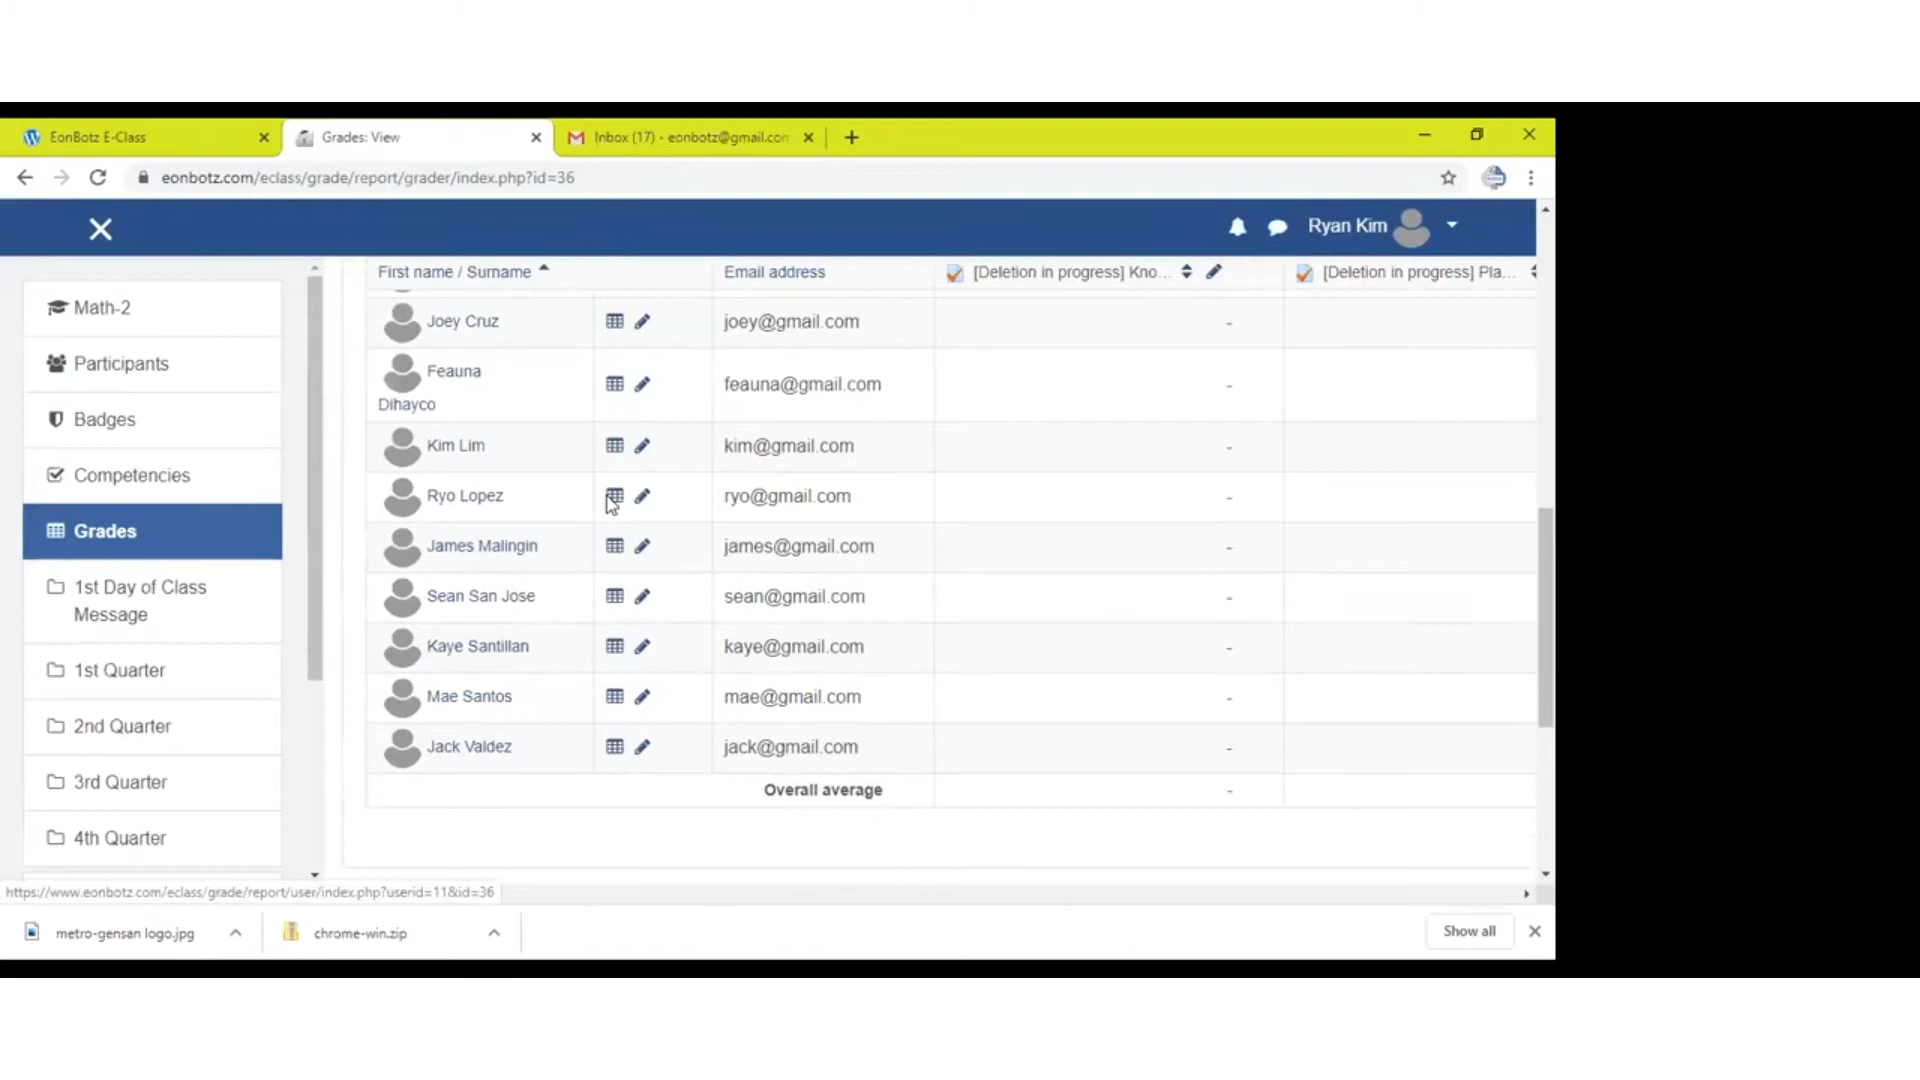 EonBotz E-Class
Grades: View
Inbox (17) - eonbotz@gmail.con
eonbotz.com/eclass/grade/report/grader/index.php?id=36
Ryan Kim
First name / Surname
Email address
[Deletion in progress] Kno...
[Deletion in progress] Pla...
Math-2
Participants
Badges
Competencies
Grades
1st Day of Class
Message
1st Quarter
2nd Quarter
3rd Quarter
4th Quarter
Joey Cruz
joey@gmail.com
-
Feauna
Dihayco
feauna@gmail.com
-
Kim Lim
kim@gmail.com
-
Ryo Lopez
ryo@gmail.com
-
James Malingin
james@gmail.com
-
Sean San Jose
sean@gmail.com
-
Kaye Santillan
kaye@gmail.com
-
Mae Santos
mae@gmail.com
-
Jack Valdez
jack@gmail.com
-
Overall average
-
https://www.eonbotz.com/eclass/grade/report/user/index.php?userid=11&id=36
metro-gensan logo.jpg
chrome-win.zip
Show all